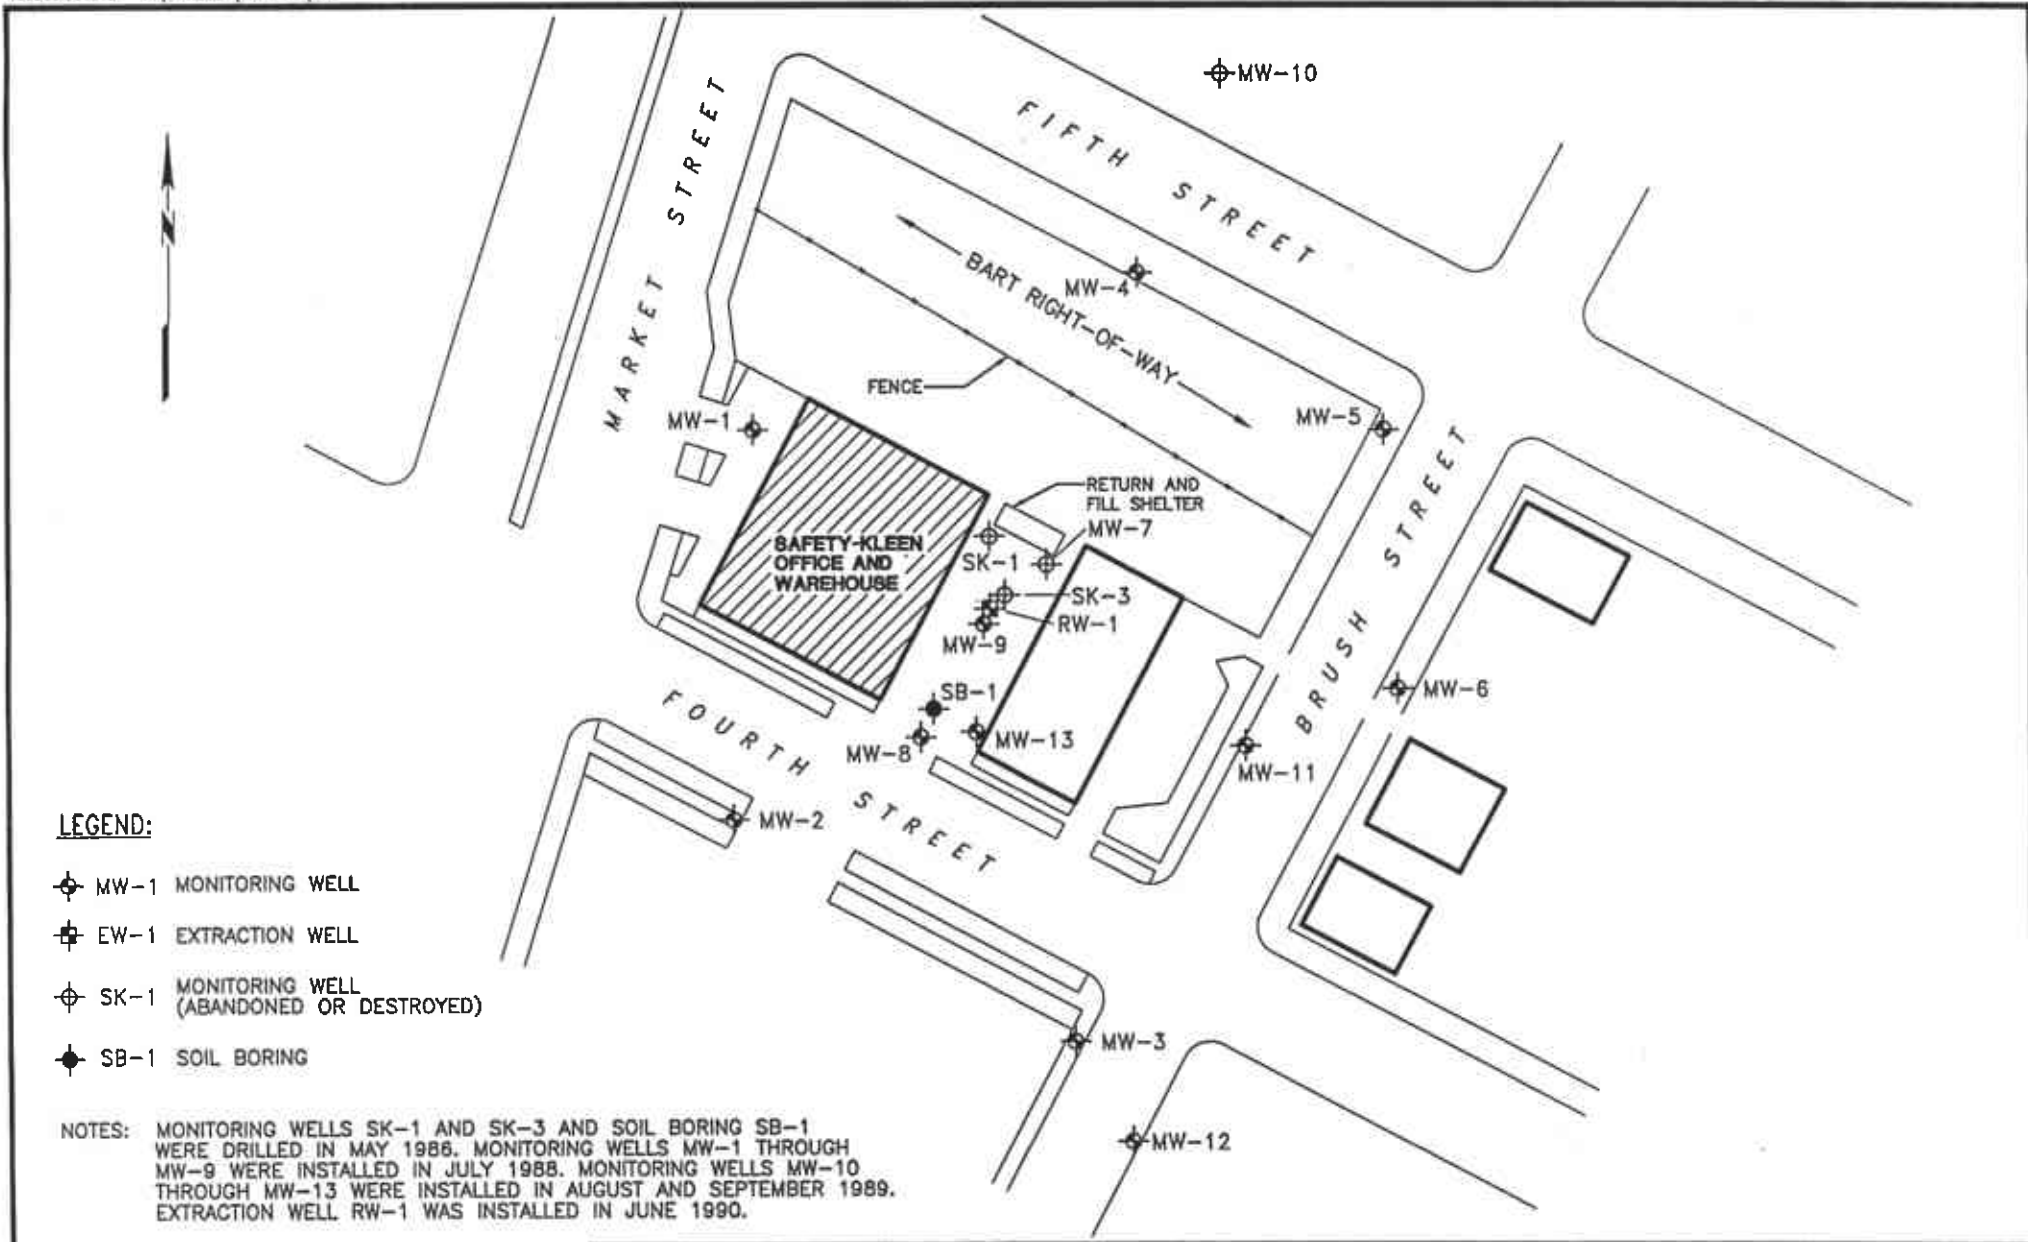 MW-10
FIFTH STREET
MARKET STREET
N
BART RIGHT-OF-WAY
MW-4
FENCE
MW-1
MW-5
RETURN AND
FILL SHELTER
MW-7
SAFETY-KLEEN
OFFICE AND
WAREHOUSE
SK-1
SK-3
RW-1
MW-9
BRUSH STREET
MW-6
SB-1
FOURTH STREET
MW-8
MW-13
MW-11
MW-2
MW-3
MW-12
LEGEND:
MW-1 MONITORING WELL
EW-1 EXTRACTION WELL
SK-1 MONITORING WELL
(ABANDONED OR DESTROYED)
SB-1 SOIL BORING
NOTES: MONITORING WELLS SK-1 AND SK-3 AND SOIL BORING SB-1
WERE DRILLED IN MAY 1986. MONITORING WELLS MW-1 THROUGH
MW-9 WERE INSTALLED IN JULY 1988. MONITORING WELLS MW-10
THROUGH MW-13 WERE INSTALLED IN AUGUST AND SEPTEMBER 1989.
EXTRACTION WELL RW-1 WAS INSTALLED IN JUNE 1990.